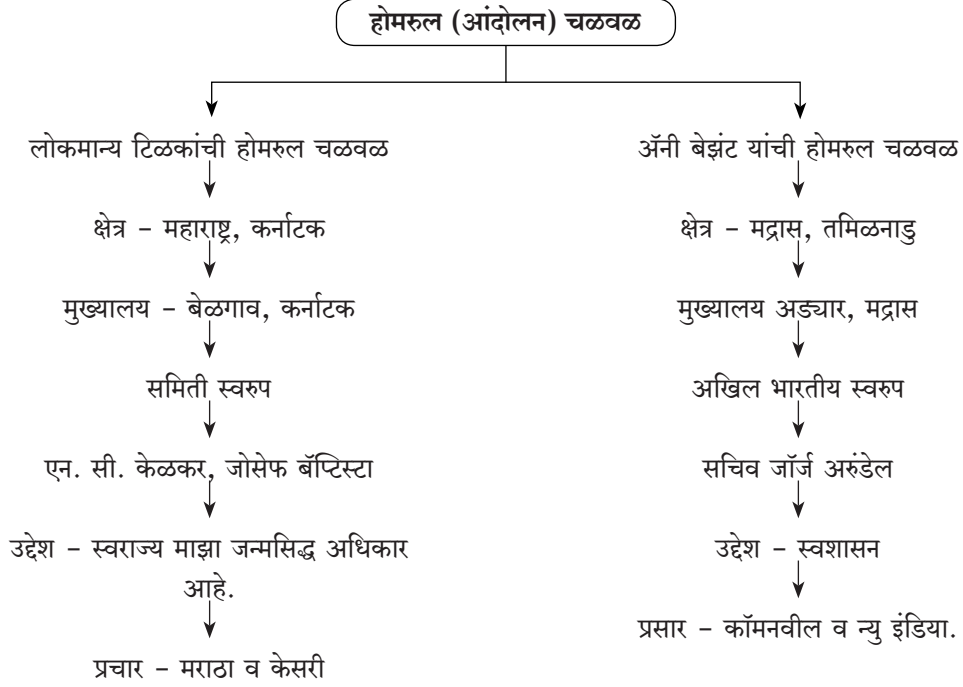 होमरुल (आंदोलन) चळवळ
लोकमान्य टिळकांची होमरुल चळवळ
क्षेत्र - महाराष्ट्र, कर्नाटक
मुख्यालय - बेळगाव, कर्नाटक
समिती स्वरुप
एन. सी. केळकर, जोसेफ बॅप्टिस्टा
उद्देश - स्वराज्य माझा जन्मसिद्ध अधिकार
आहे.
प्रचार - मराठा व केसरी
ॲनी बेझंट यांची होमरुल चळवळ
क्षेत्र - मद्रास, तमिळनाडु
मुख्यालय अड्यार, मद्रास
अखिल भारतीय स्वरुप
सचिव जॉर्ज अरुंडेल
उद्देश - स्वशासन
प्रसार - कॉमनवील व न्यु इंडिया.